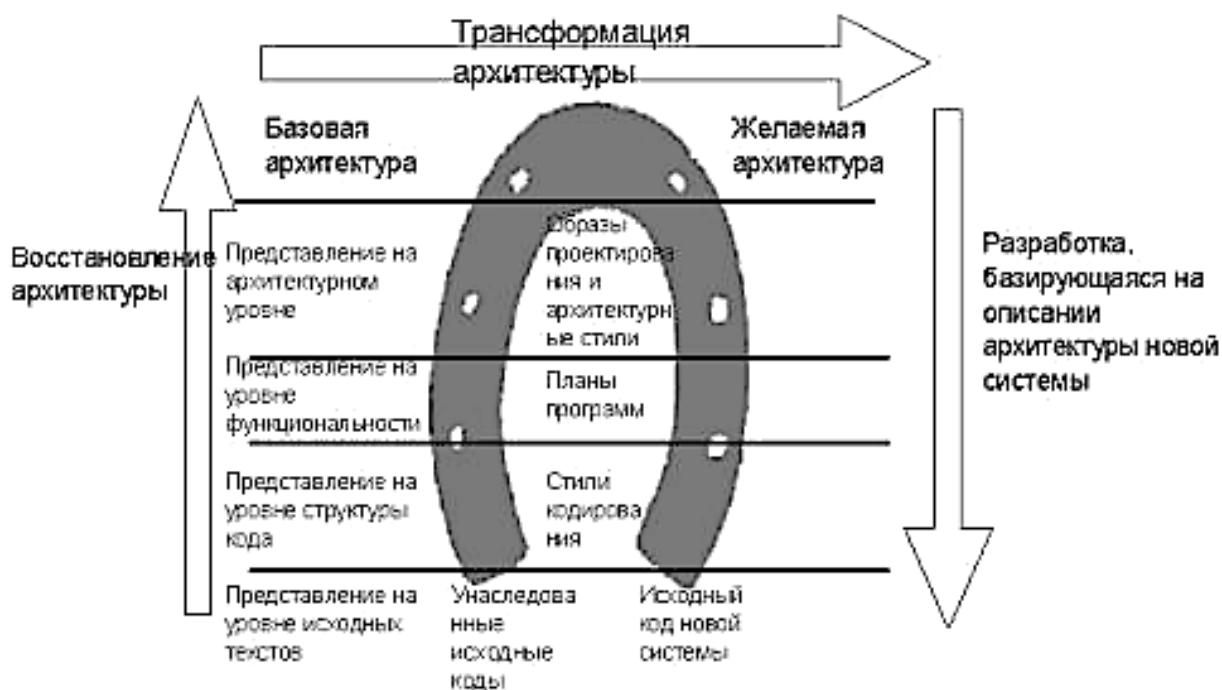 Трансформация
архитектуры
Базовая
архитектура
Желаемая
архитектура
Восстановление
архитектуры
Представление на
архитектурном
уровне
Образы
проектирова
ния и
архитектурн
ые стили
Разработка,
базирующаяся на
описании
архитектуры новой
системы
Представление на
уровне
функциональности
Планы
программ
Представление на
уровне структуры
кода
Стили
кодирова
ния
Представление на
уровне исходных
текстов
Унаследова
нные
исходные
коды
Исходный
код новой
системы